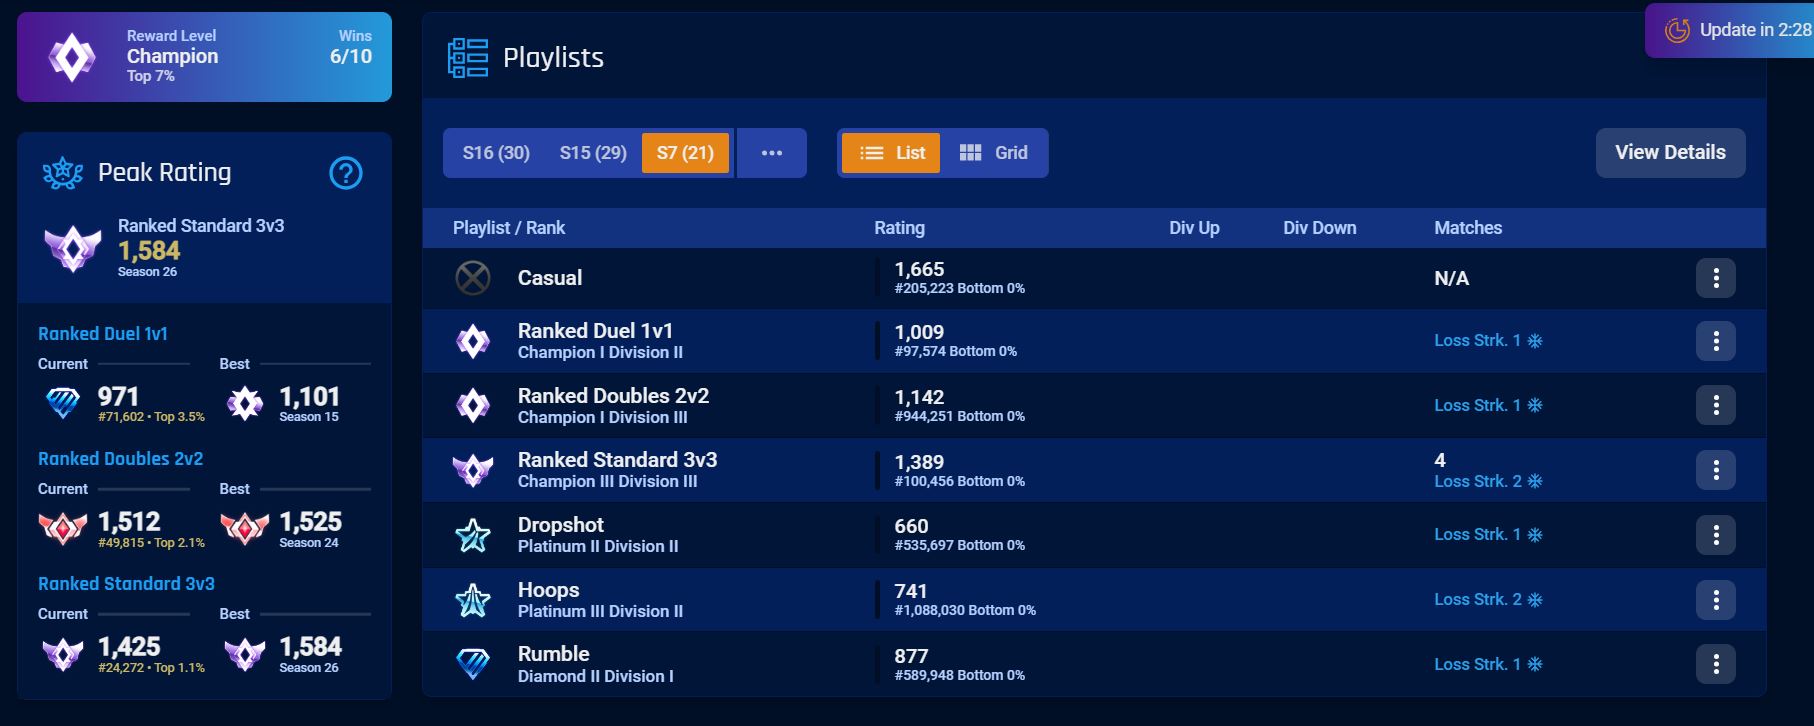 Reward Level
Wins
Champion
6/10
Top 7%
Peak Rating
?
Ranked Standard 3v3
1,584
Season 26
Ranked Duel 1v1
Current
Best
971
1,101
#71,602 • Top 3.5%
Season 15
Ranked Doubles 2v2
Current
Best
1,512
1,525
#49,815 • Top 2.1%
Season 24
Ranked Standard 3v3
Current
Best
1,425
1,584
#24,272 • Top 1.1%
Season 26
Playlists
Update in 2:28
S16 (30)
S15 (29)
S7 (21)
List
Grid
View Details
Playlist / Rank
Rating
Div Up
Div Down
Matches
Casual
1,665
#205,223 Bottom 0%
N/A
Ranked Duel 1v1
Champion I Division II
1,009
#97,574 Bottom 0%
Loss Strk. 1
Ranked Doubles 2v2
Champion I Division III
1,142
#944,251 Bottom 0%
Loss Strk. 1
Ranked Standard 3v3
Champion III Division III
1,389
#100,456 Bottom 0%
4
Loss Strk. 2
Dropshot
Platinum II Division II
660
#535,697 Bottom 0%
Loss Strk. 1
Hoops
Platinum III Division II
741
#1,088,030 Bottom 0%
Loss Strk. 2
Rumble
Diamond II Division I
877
#589,948 Bottom 0%
Loss Strk. 1